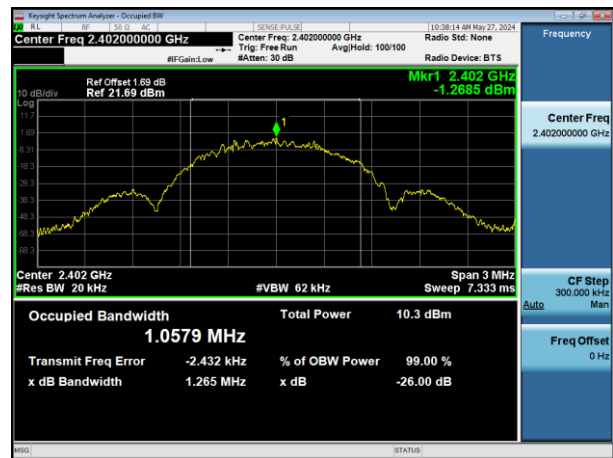 Keysight Spectrum Analyzer - Occupied BW
RL RF 50 Ω AC SENSE:PULSE 10:38:14 AM May 27, 2024
Center Freq 2.402000000 GHz Center Freq: 2.402000000 GHz Radio Std: None
Trig: Free Run Avg|Hold: 100/100
#IFGain:Low #Atten: 30 dB Radio Device: BTS
Ref Offset 1.69 dB Mkr1 2.402 GHz
10 dB/div Ref 21.69 dBm -1.2685 dBm
Log
11.7
1
1.69
-8.31
-18.3
-28.3
-38.3
-48.3
-58.3
-68.3
Center 2.402 GHz Span 3 MHz
#Res BW 20 kHz #VBW 62 kHz Sweep 7.333 ms
Occupied Bandwidth Total Power 10.3 dBm
1.0579 MHz
Transmit Freq Error -2.432 kHz % of OBW Power 99.00 %
x dB Bandwidth 1.265 MHz x dB -26.00 dB
MSG STATUS
Frequency
Center Freq
2.402000000 GHz
CF Step
300.000 kHz
Auto Man
Freq Offset
0 Hz